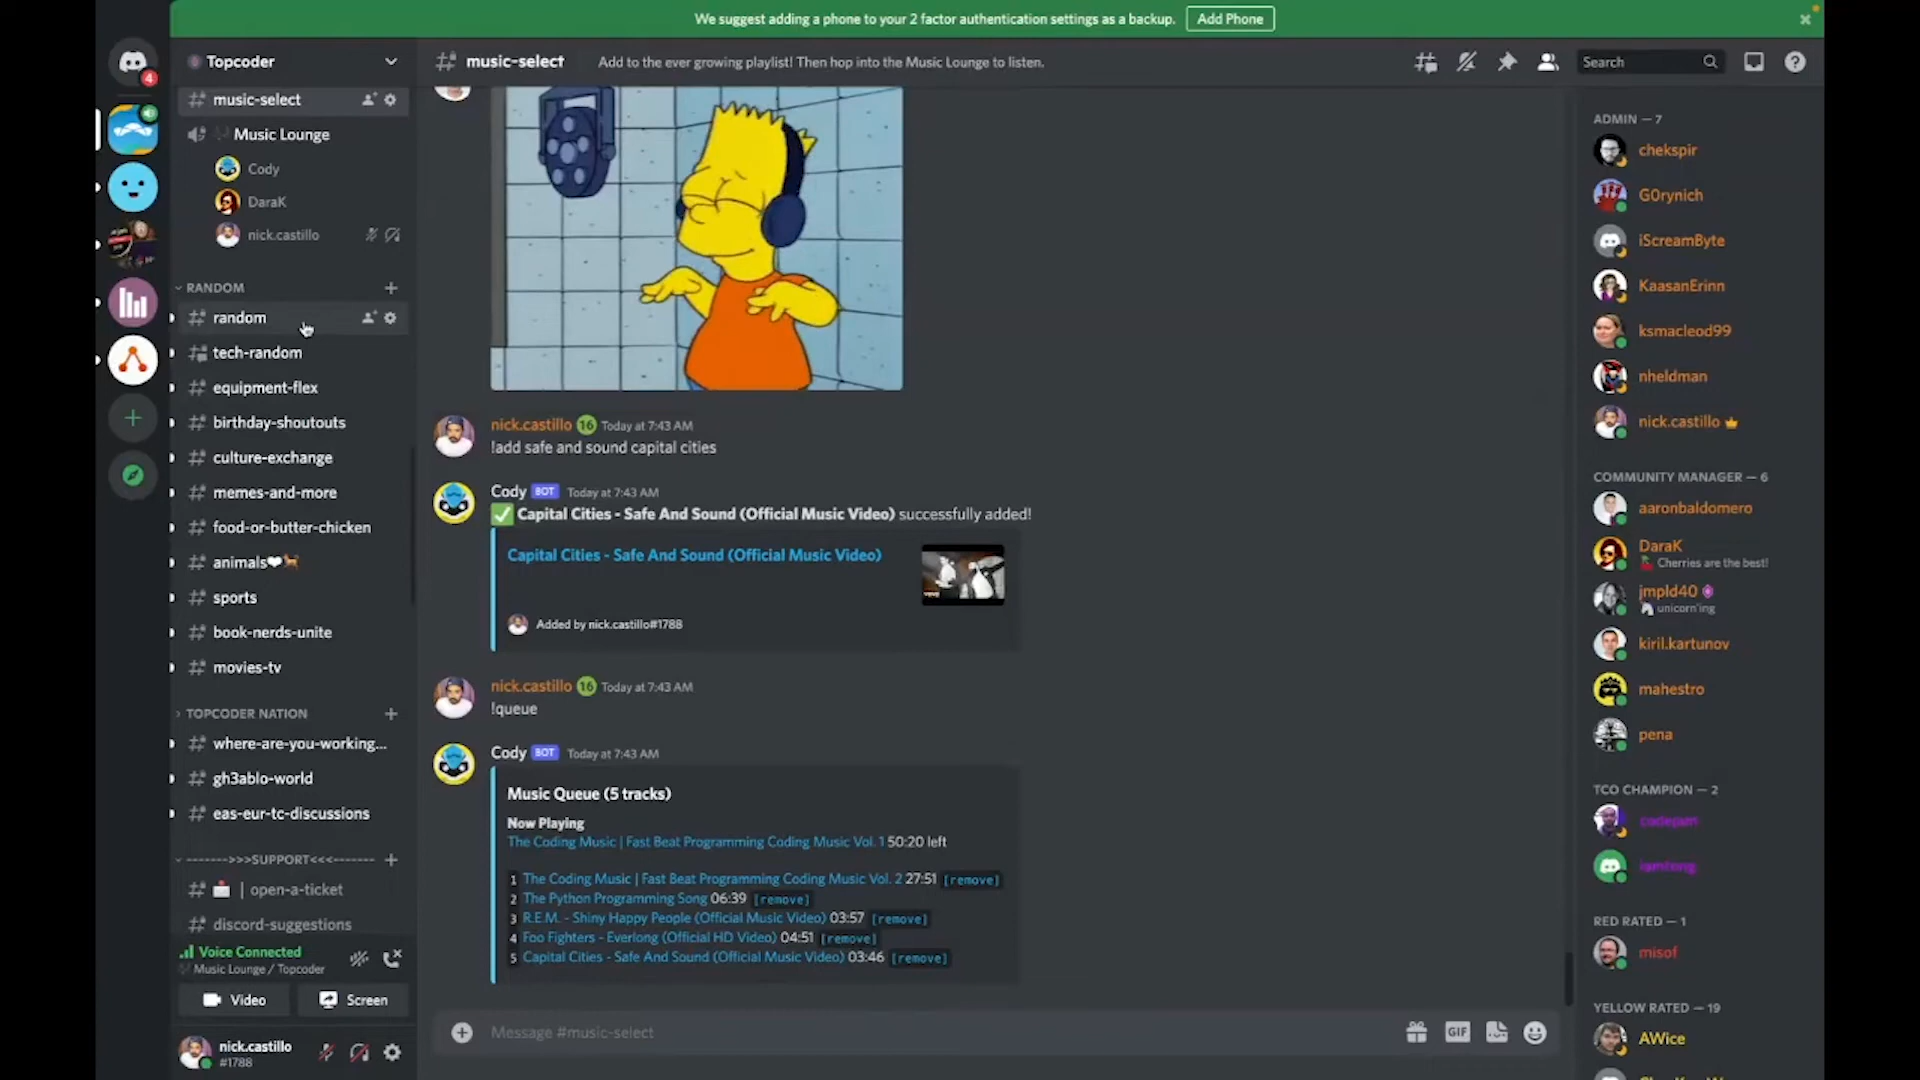 We suggest adding a phone to your 2 factor authentication settings as a backup. Add Phone
4
Topcoder
music-select
Music Lounge
Cody
DaraK
nick.castillo
RANDOM
random
tech-random
equipment-flex
birthday-shoutouts
culture-exchange
memes-and-more
food-or-butter-chicken
animals❤🐕
sports
book-nerds-unite
movies-tv
TOPCODER NATION
where-are-you-working...
gh3ablo-world
eas-eur-tc-discussions
------->>>SUPPORT<<<-------
| open-a-ticket
discord-suggestions
Voice Connected
Music Lounge / Topcoder
Video Screen
nick.castillo
#1788
music-select Add to the ever growing playlist! Then hop into the Music Lounge to listen.
Search
nick.castillo 16 Today at 7:43 AM
!add safe and sound capital cities
Cody BOT Today at 7:43 AM
✅ Capital Cities - Safe And Sound (Official Music Video) successfully added!
Capital Cities - Safe And Sound (Official Music Video)
Added by nick.castillo#1788
nick.castillo 16 Today at 7:43 AM
!queue
Cody BOT Today at 7:43 AM
Music Queue (5 tracks)
Now Playing
The Coding Music | Fast Beat Programming Coding Music Vol. 1 50:20 left
1 The Coding Music | Fast Beat Programming Coding Music Vol. 2 27:51 [remove]
2 The Python Programming Song 06:39 [remove]
3 R.E.M. - Shiny Happy People (Official Music Video) 03:57 [remove]
4 Foo Fighters - Everlong (Official HD Video) 04:51 [remove]
5 Capital Cities - Safe And Sound (Official Music Video) 03:46 [remove]
Message #music-select
GIF
ADMIN — 7
chekspir
G0rynich
iScreamByte
KaasanErinn
ksmacleod99
nheldman
nick.castillo
COMMUNITY MANAGER — 6
aaronbaldomero
DaraK
🍒 Cherries are the best!
jmpld40
🦄 unicorn'ing
kiril.kartunov
mahestro
pena
TCO CHAMPION — 2
iamtong
RED RATED — 1
misof
YELLOW RATED — 19
AWice